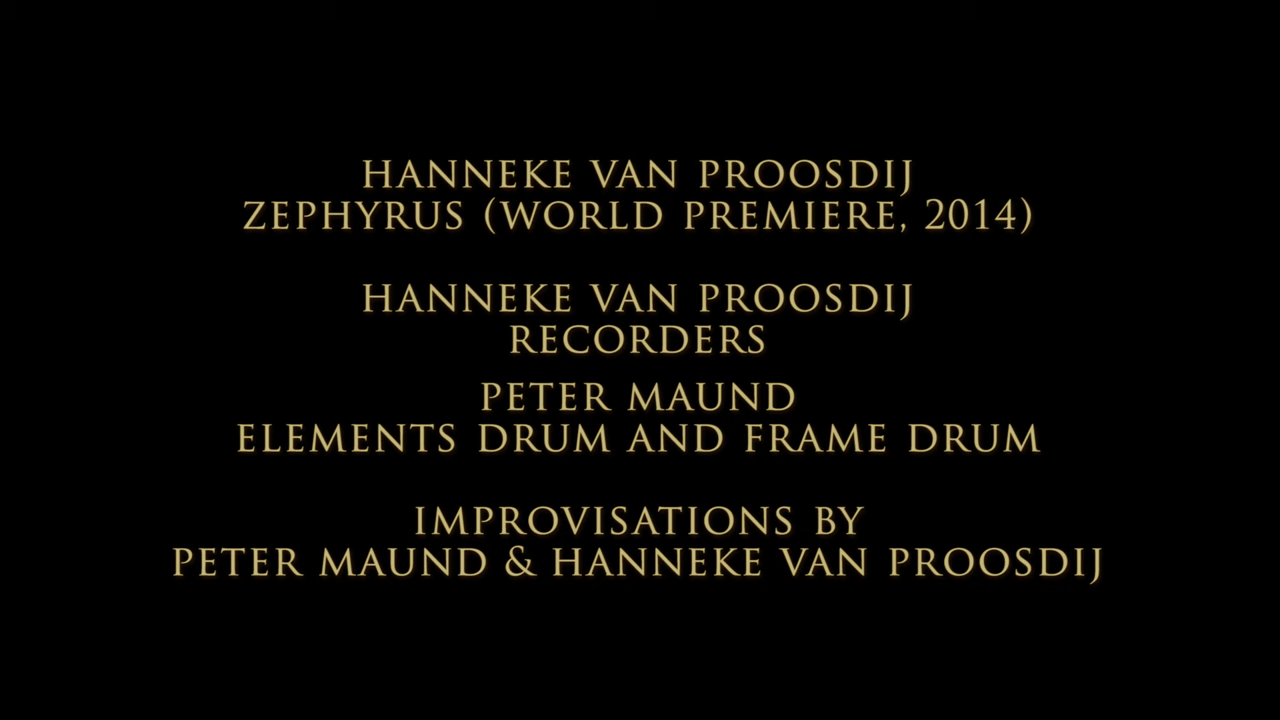 HANNEKE VAN PROOSDIJ
ZEPHYRUS (WORLD PREMIERE, 2014)
HANNEKE VAN PROOSDIJ
RECORDERS
PETER MAUND
ELEMENTS DRUM AND FRAME DRUM
IMPROVISATIONS BY
PETER MAUND & HANNEKE VAN PROOSDIJ